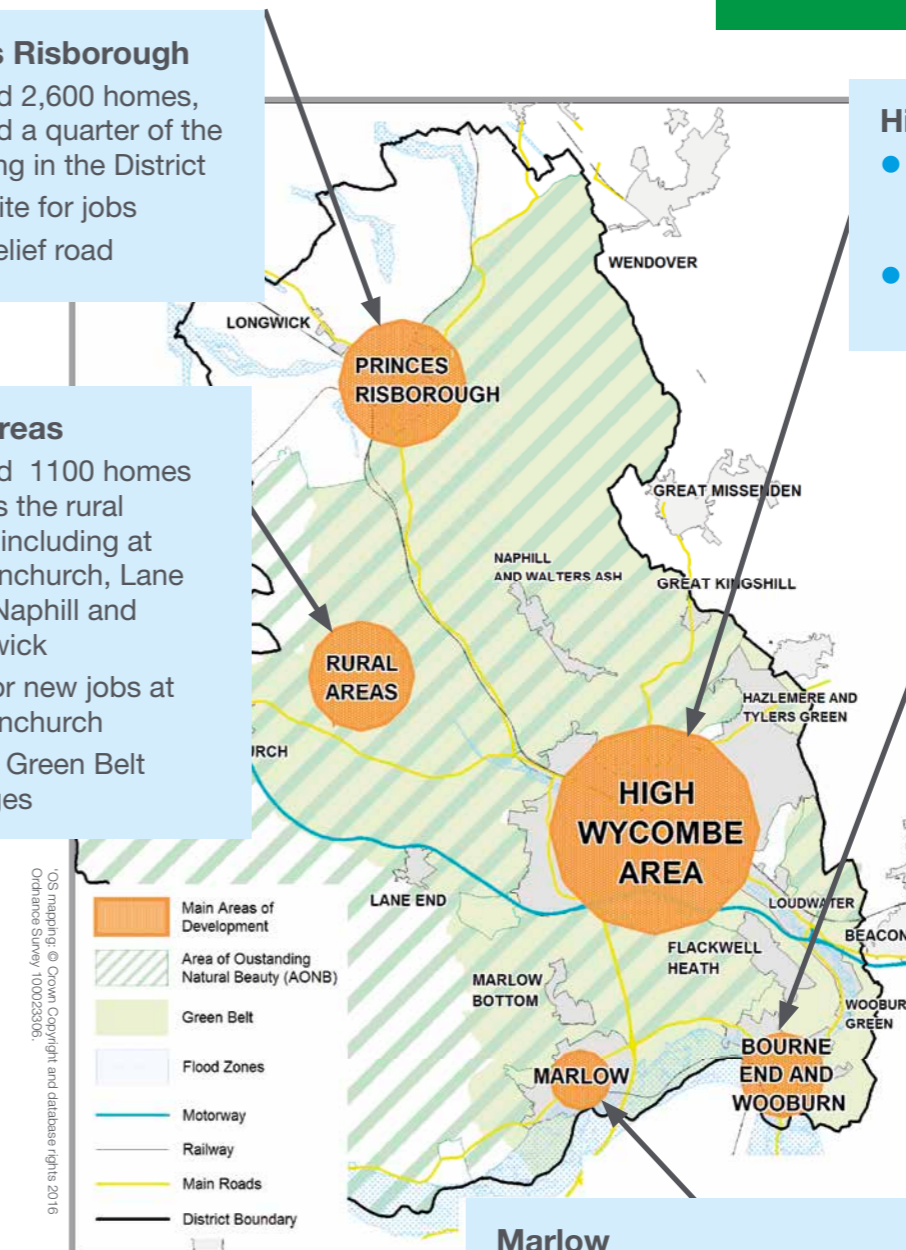 s Risborough
d 2,600 homes,
d a quarter of the
ng in the District
ite for jobs
elief road
Hi
reas
d 1100 homes
s the rural
including at
nchurch, Lane
Naphill and
wick
or new jobs at
nchurch
Green Belt
ges
WENDOVER
LONGWICK
PRINCES
RISBOROUGH
GREAT MISSENDEN
NAPHILL
AND WALTERS ASH
GREAT KINGSHILL
RURAL
AREAS
HAZLEMERE AND
TYLERS GREEN
URCH
HIGH
WYCOMBE
AREA
LANE END
LOUDWATER
BEACON
FLACKWELL
HEATH
MARLOW
BOTTOM
WOOBUR
GREEN
MARLOW
BOURNE
END AND
WOOBURN
Main Areas of
Development
Area of Oustanding
Natural Beauty (AONB)
Green Belt
Flood Zones
Motorway
Railway
Main Roads
District Boundary
'OS mapping: © Crown Copyright and database rights 2016
Ordnance Survey 100023306.
Marlow